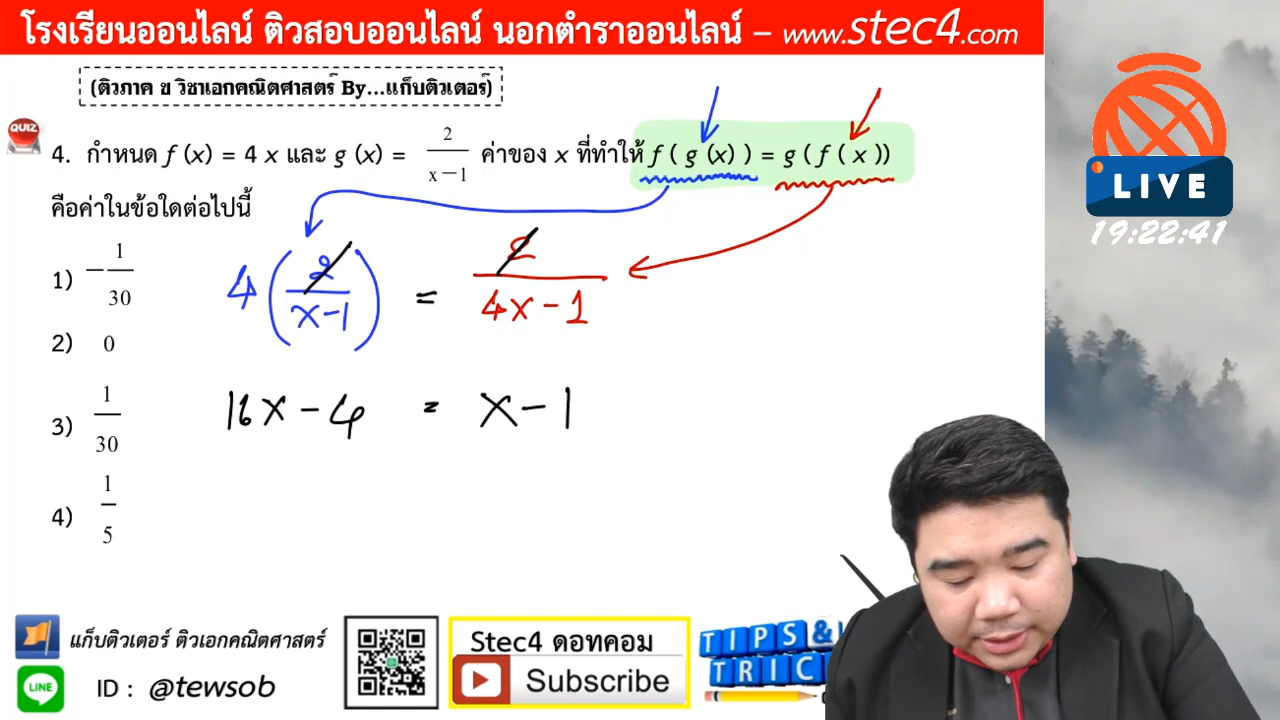 โรงเรียนออนไลน์ ติวสอบออนไลน์ นอกตำราออนไลน์ – www.stec4.com
(ติวภาค ข วิชาเอกคณิตศาสตร์ By...แก็บติวเตอร์)
QUIZ
4. กำหนด f (x) = 4 x และ g (x) = 2/(x – 1) ค่าของ x ที่ทำให้ f ( g (x) ) = g ( f ( x ))
คือค่าในข้อใดต่อไปนี้
1) – 1/30
2) 0
3) 1/30
4) 1/5
4 (2/(x-1)) = 2/(4x-1)
16x - 4 = x - 1
LIVE
19:22:41
แก็บติวเตอร์ ติวเอกคณิตศาสตร์
LINE
ID : @tewsob
Stec4 ดอทคอม
Subscribe
TIPS &
TRIC